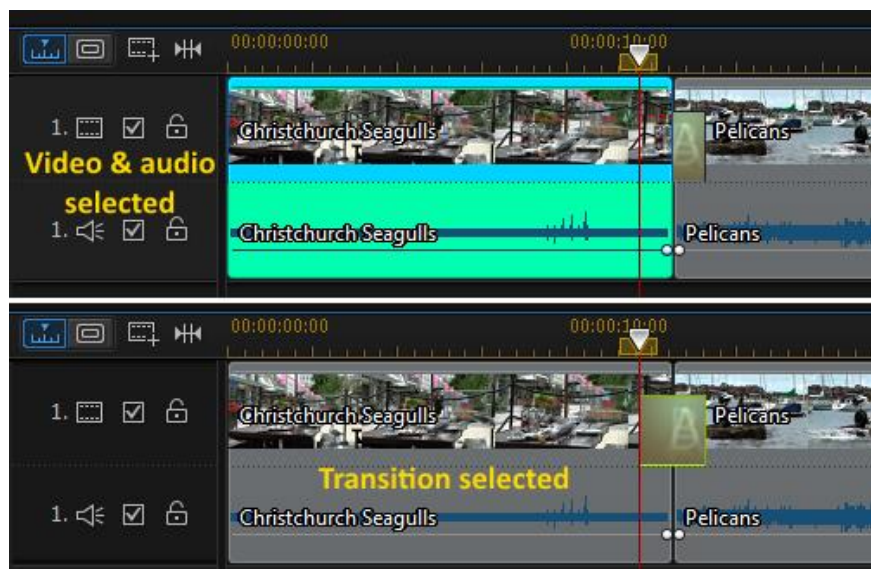 00:00:00:00 00:00:10:00
1.
Christchurch Seagulls Pelicans
Video & audio
selected
1.
Christchurch Seagulls Pelicans
00:00:00:00 00:00:10:00
1.
Christchurch Seagulls A Pelicans
Transition selected
1.
Christchurch Seagulls Pelicans